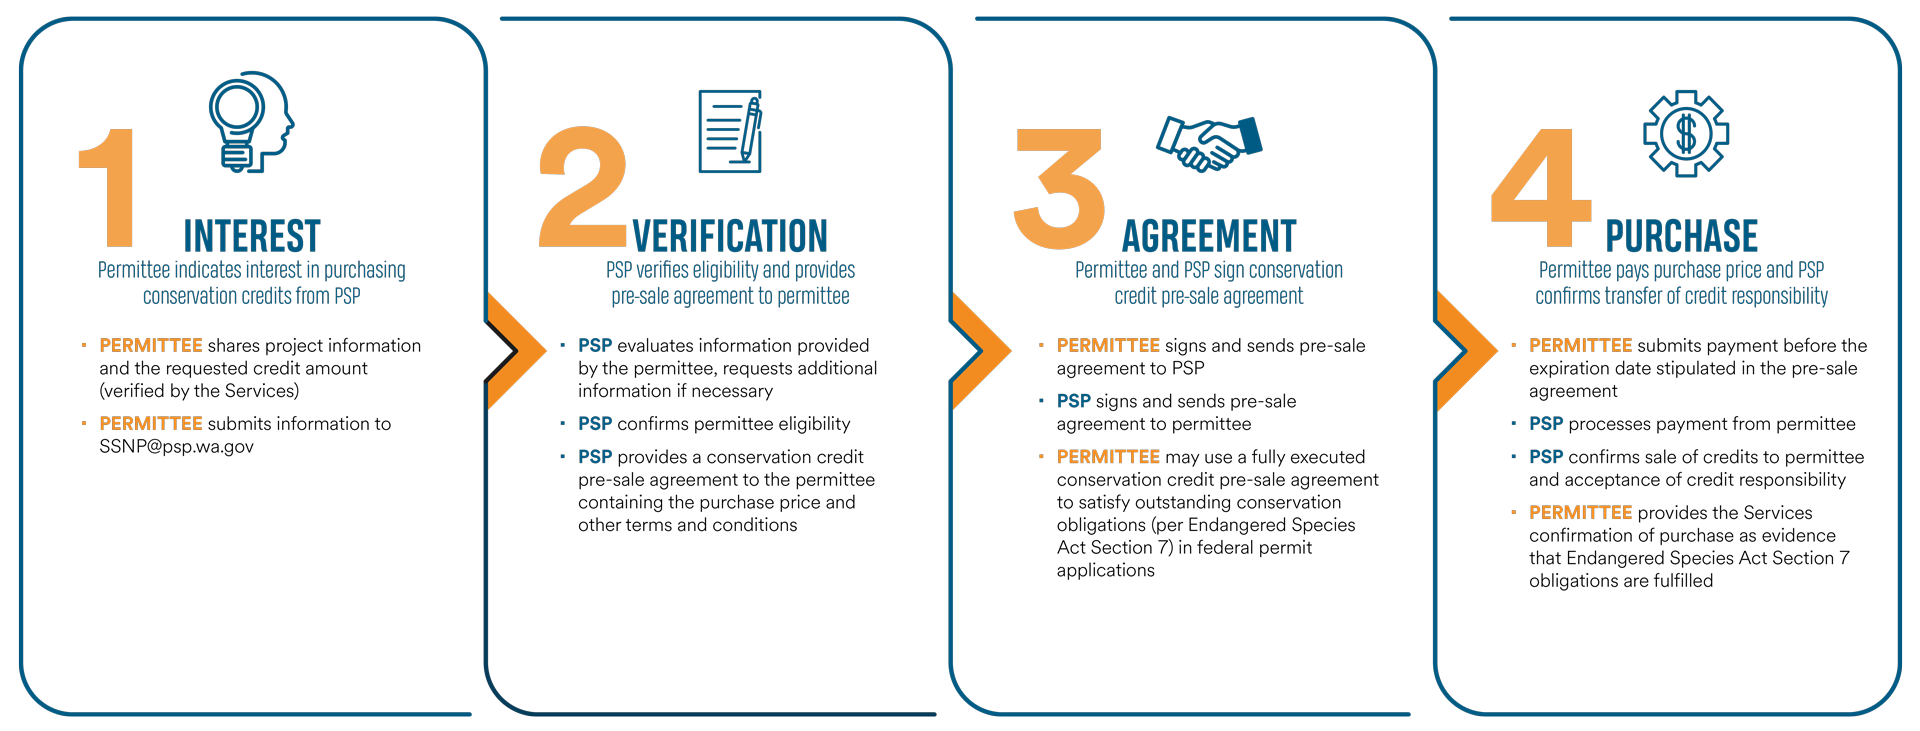 1
INTEREST
Permittee indicates interest in purchasing
conservation credits from PSP
▪ PERMITTEE shares project information
and the requested credit amount
(verified by the Services)
▪ PERMITTEE submits information to
SSNP@psp.wa.gov
2
VERIFICATION
PSP verifies eligibility and provides
pre-sale agreement to permittee
▪ PSP evaluates information provided
by the permittee, requests additional
information if necessary
▪ PSP confirms permittee eligibility
▪ PSP provides a conservation credit
pre-sale agreement to the permittee
containing the purchase price and
other terms and conditions
3
AGREEMENT
Permittee and PSP sign conservation
credit pre-sale agreement
▪ PERMITTEE signs and sends pre-sale
agreement to PSP
▪ PSP signs and sends pre-sale
agreement to permittee
▪ PERMITTEE may use a fully executed
conservation credit pre-sale agreement
to satisfy outstanding conservation
obligations (per Endangered Species
Act Section 7) in federal permit
applications
$
4
PURCHASE
Permittee pays purchase price and PSP
confirms transfer of credit responsibility
▪ PERMITTEE submits payment before the
expiration date stipulated in the pre-sale
agreement
▪ PSP processes payment from permittee
▪ PSP confirms sale of credits to permittee
and acceptance of credit responsibility
▪ PERMITTEE provides the Services
confirmation of purchase as evidence
that Endangered Species Act Section 7
obligations are fulfilled